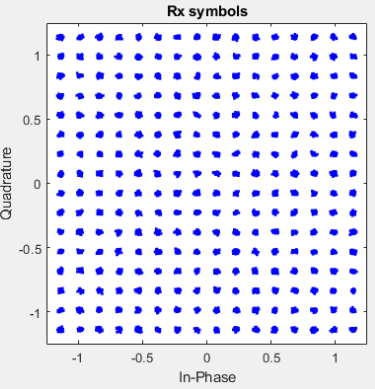 Rx symbols
1
0.5
0
-0.5
-1
Quadrature
-1 -0.5 0 0.5 1
In-Phase